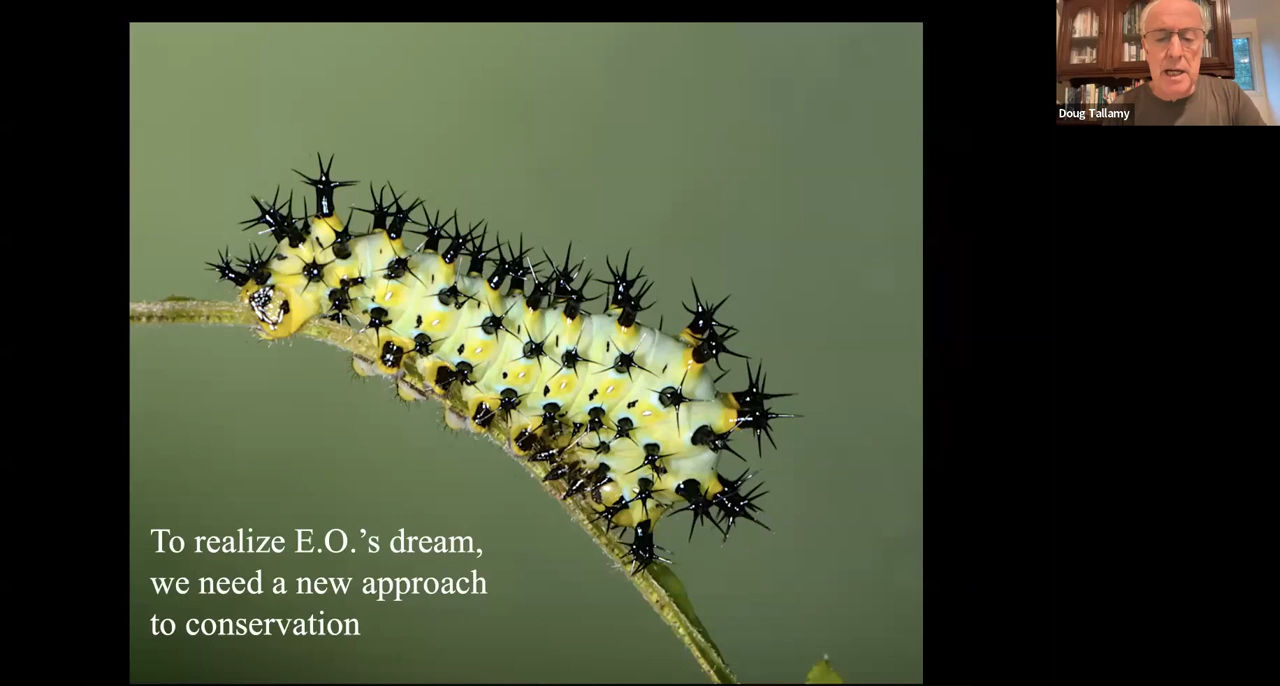 Doug Tallamy
To realize E.O.'s dream,
we need a new approach
to conservation